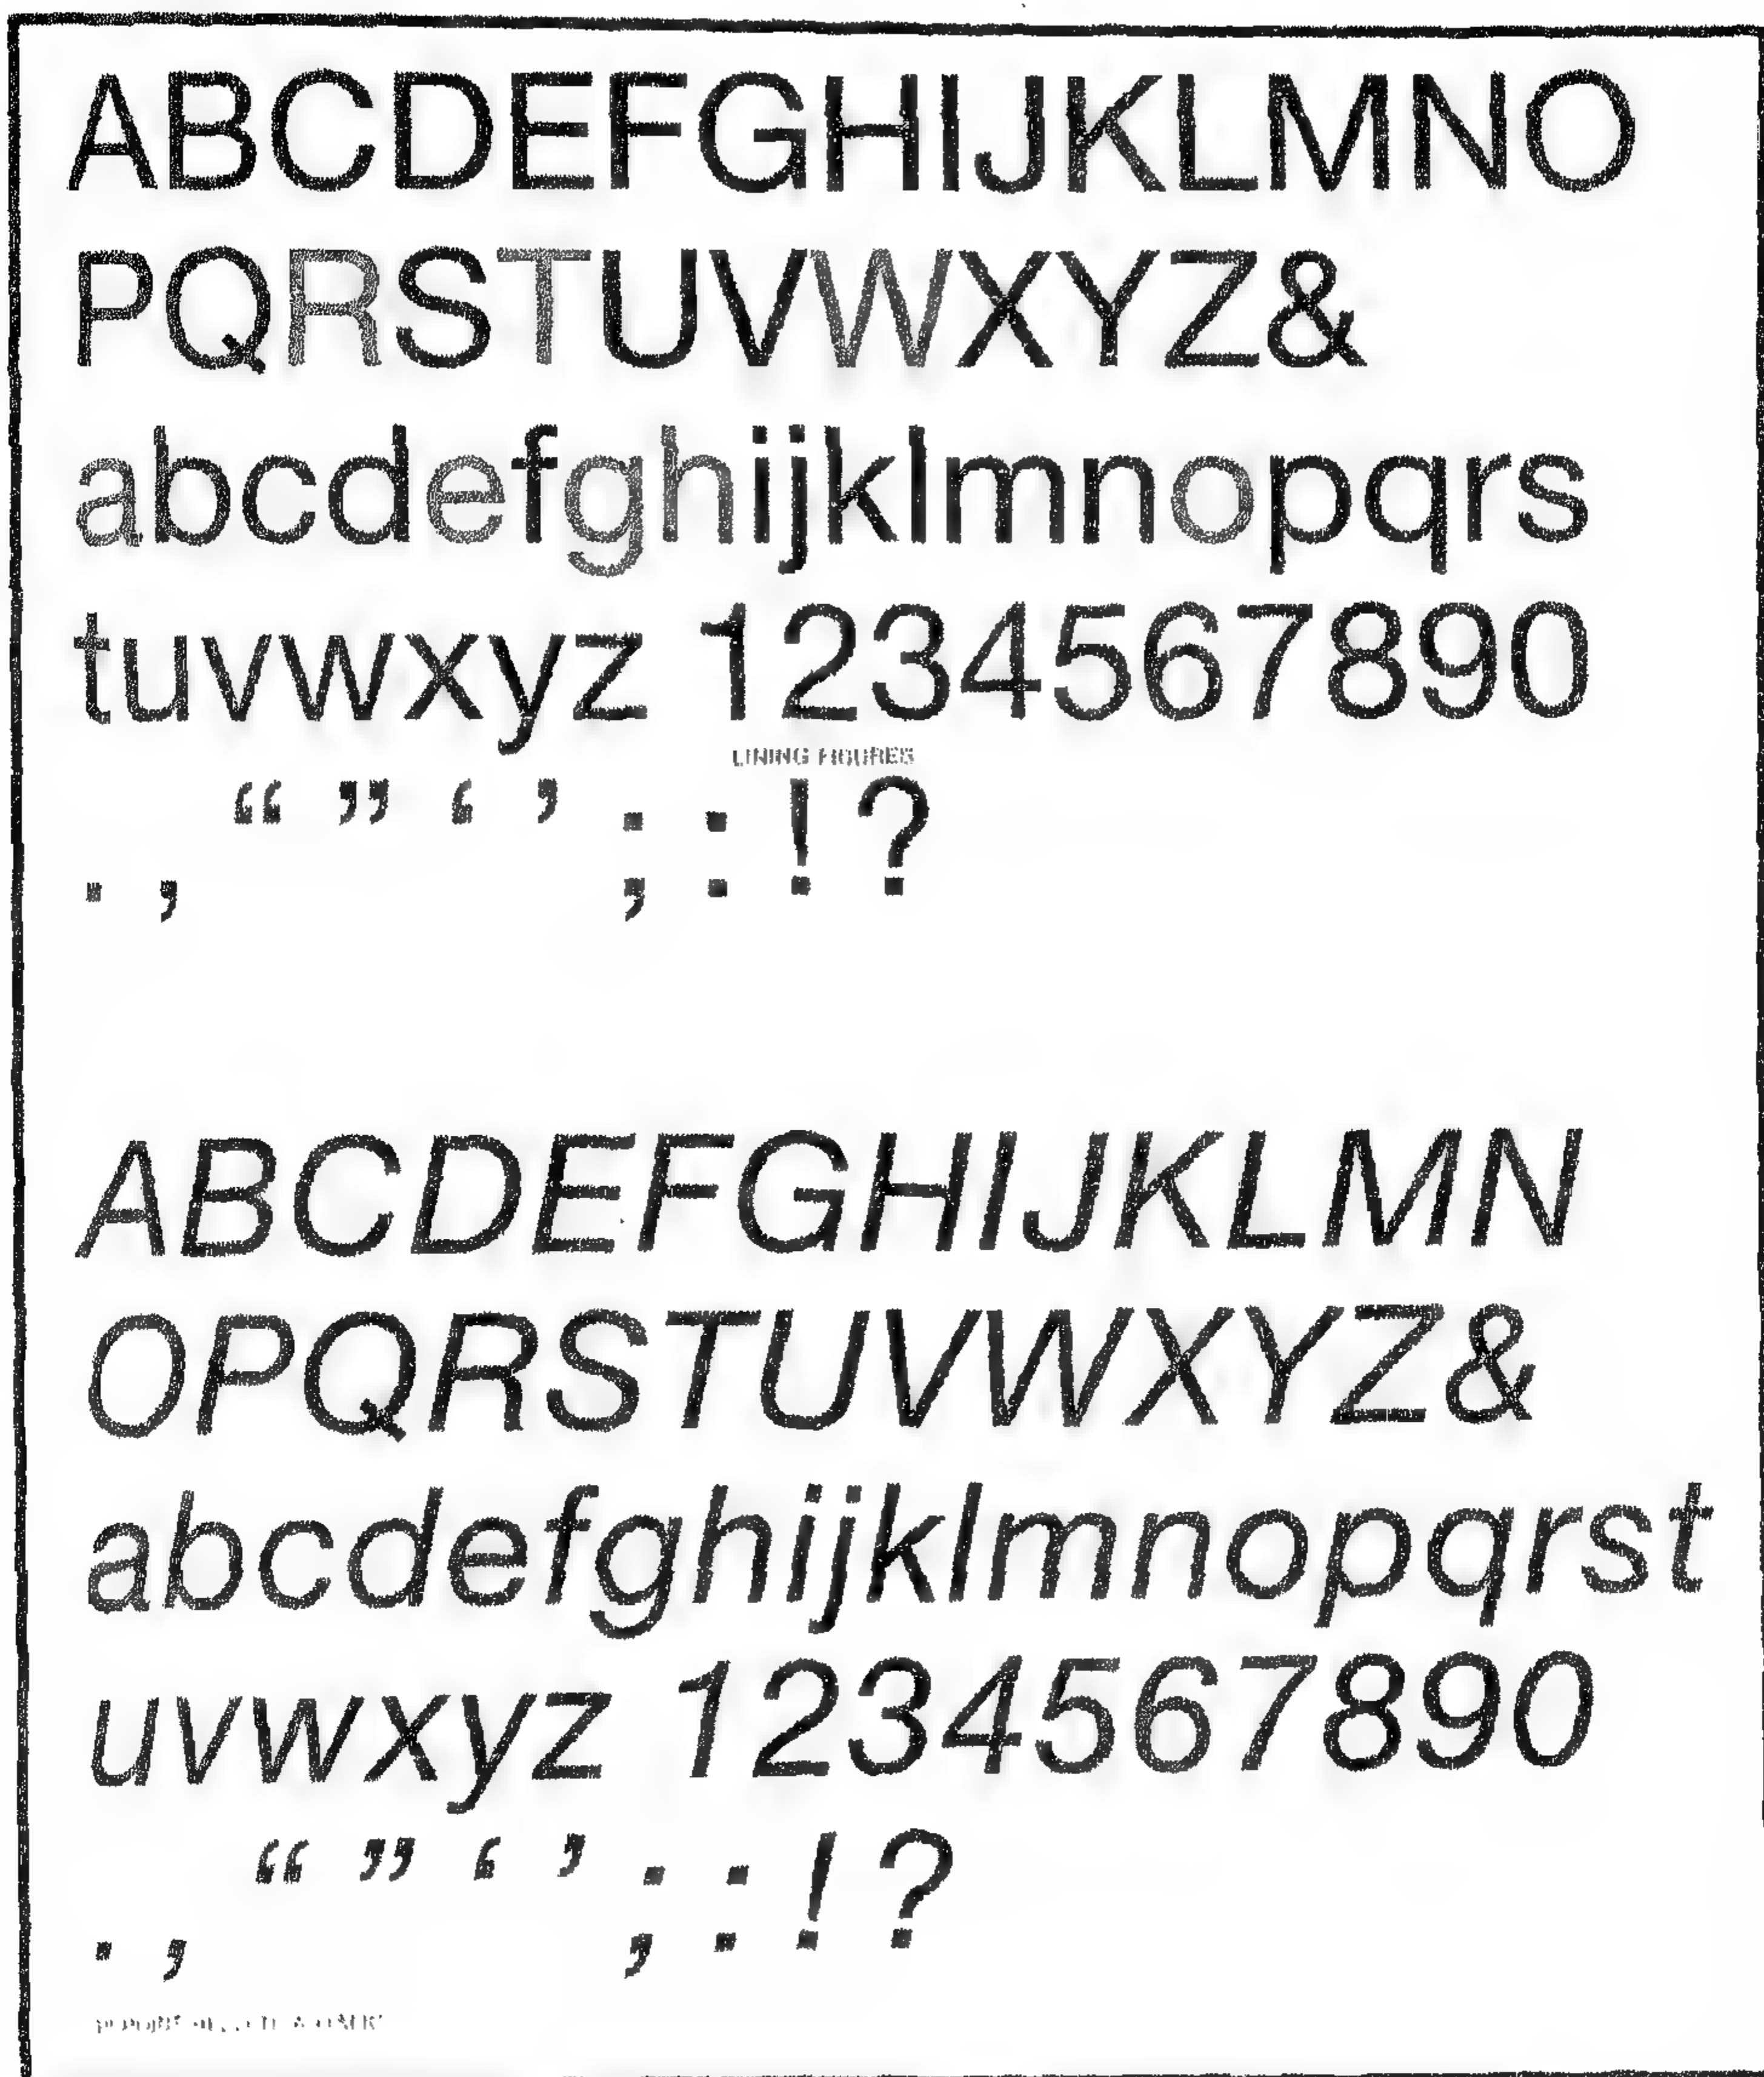 ABCDEFGHIJKLMNO
PQRSTUVWXYZ&
abcdefghijklmnopqrs
tuvwxyz 1234567890
LINING FIGURES
. , “ ” ‘ ’ ; : ! ?
ABCDEFGHIJKLMN
OPQRSTUVWXYZ&
abcdefghijklmnopqrst
uvwxyz 1234567890
. , “ ” ‘ ’ ; : ! ?